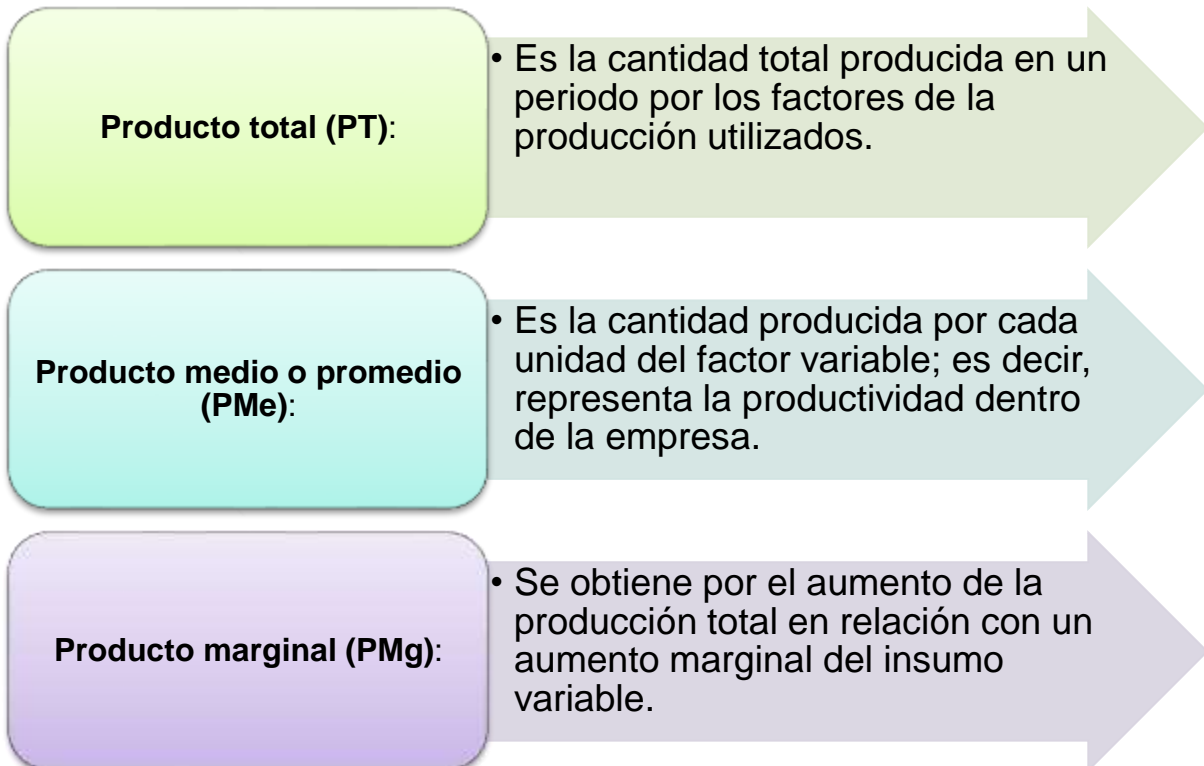 Producto total (PT):
• Es la cantidad total producida en un
periodo por los factores de la
producción utilizados.
Producto medio o promedio
(PMe):
• Es la cantidad producida por cada
unidad del factor variable; es decir,
representa la productividad dentro
de la empresa.
Producto marginal (PMg):
• Se obtiene por el aumento de la
producción total en relación con un
aumento marginal del insumo
variable.